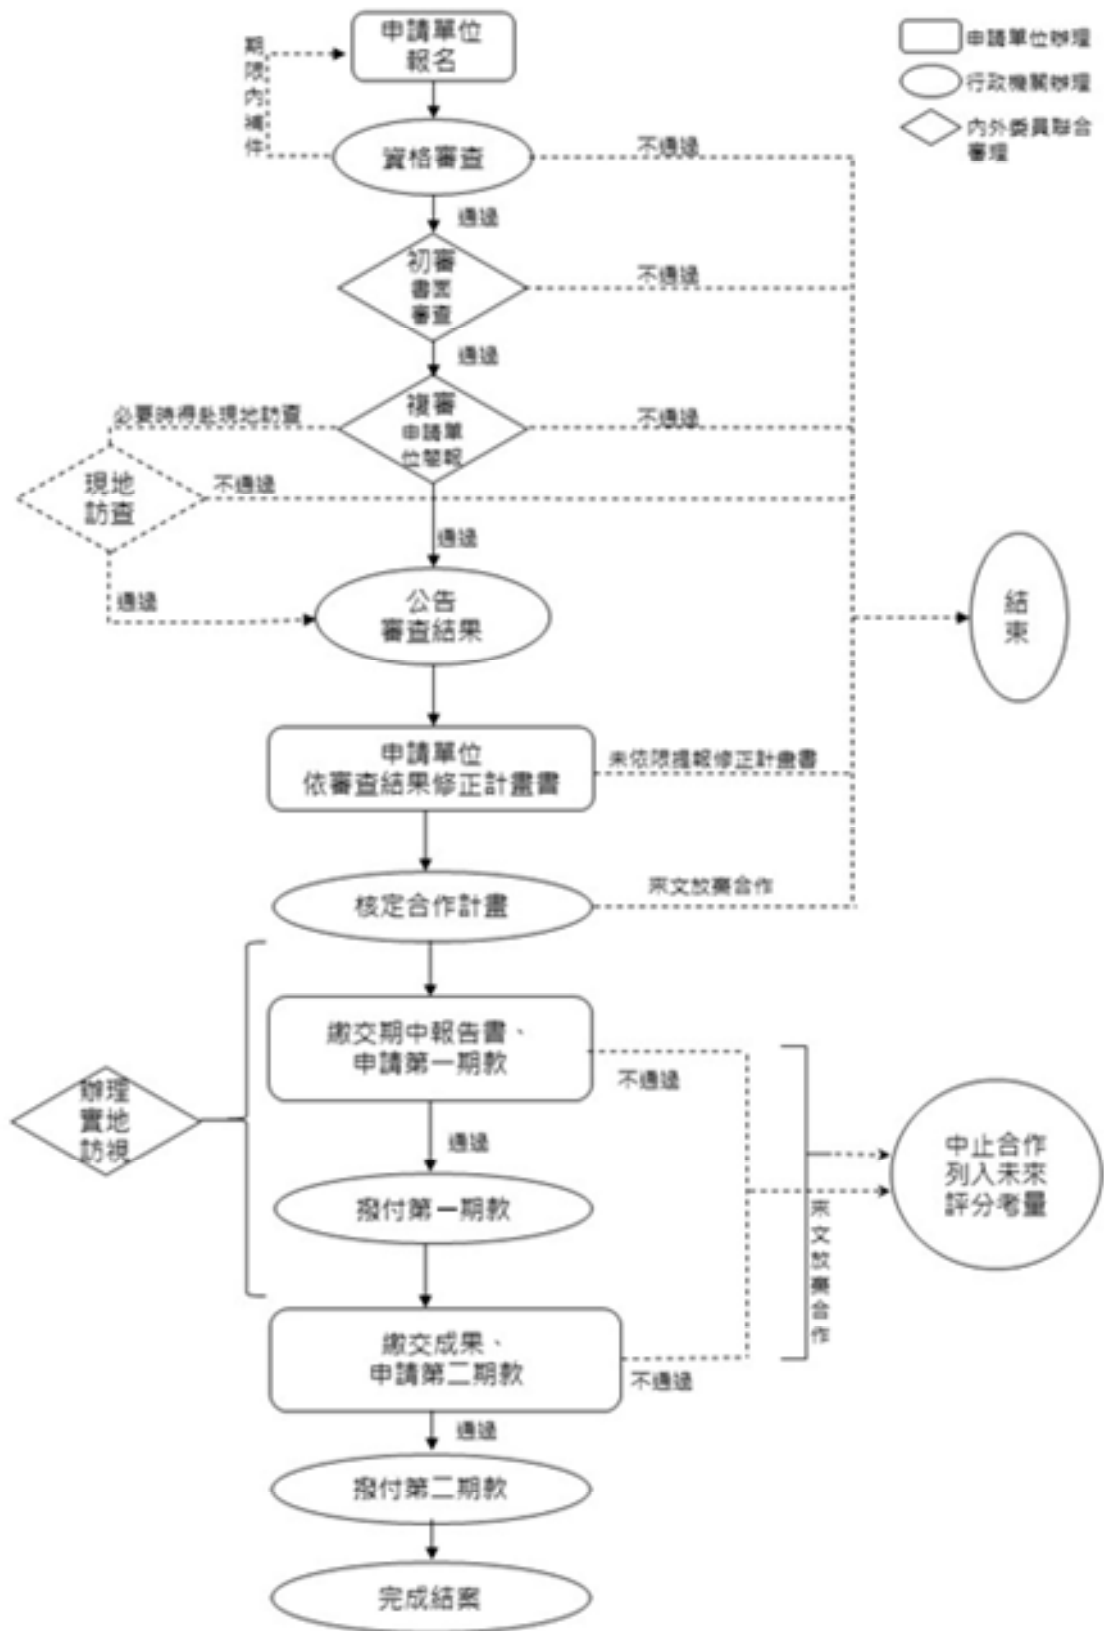 申請單位
報名
期限內補件
申請單位辦理
行政機關辦理
內外委員聯合
審理
資格審查
不通過
通過
初審
書面
審查
不通過
通過
複審
申請單
位簡報
必要時得赴現地訪查
不通過
現地
訪查
不通過
通過
通過
公告
審查結果
結束
申請單位
依審查結果修正計畫書
未依限提報修正計畫書
核定合作計畫
來文放棄合作
繳交期中報告書、
申請第一期款
不通過
辦理
實地
訪視
通過
中止合作
列入未來
評分考量
撥付第一期款
來文放棄合作
繳交成果、
申請第二期款
不通過
通過
撥付第二期款
完成結案